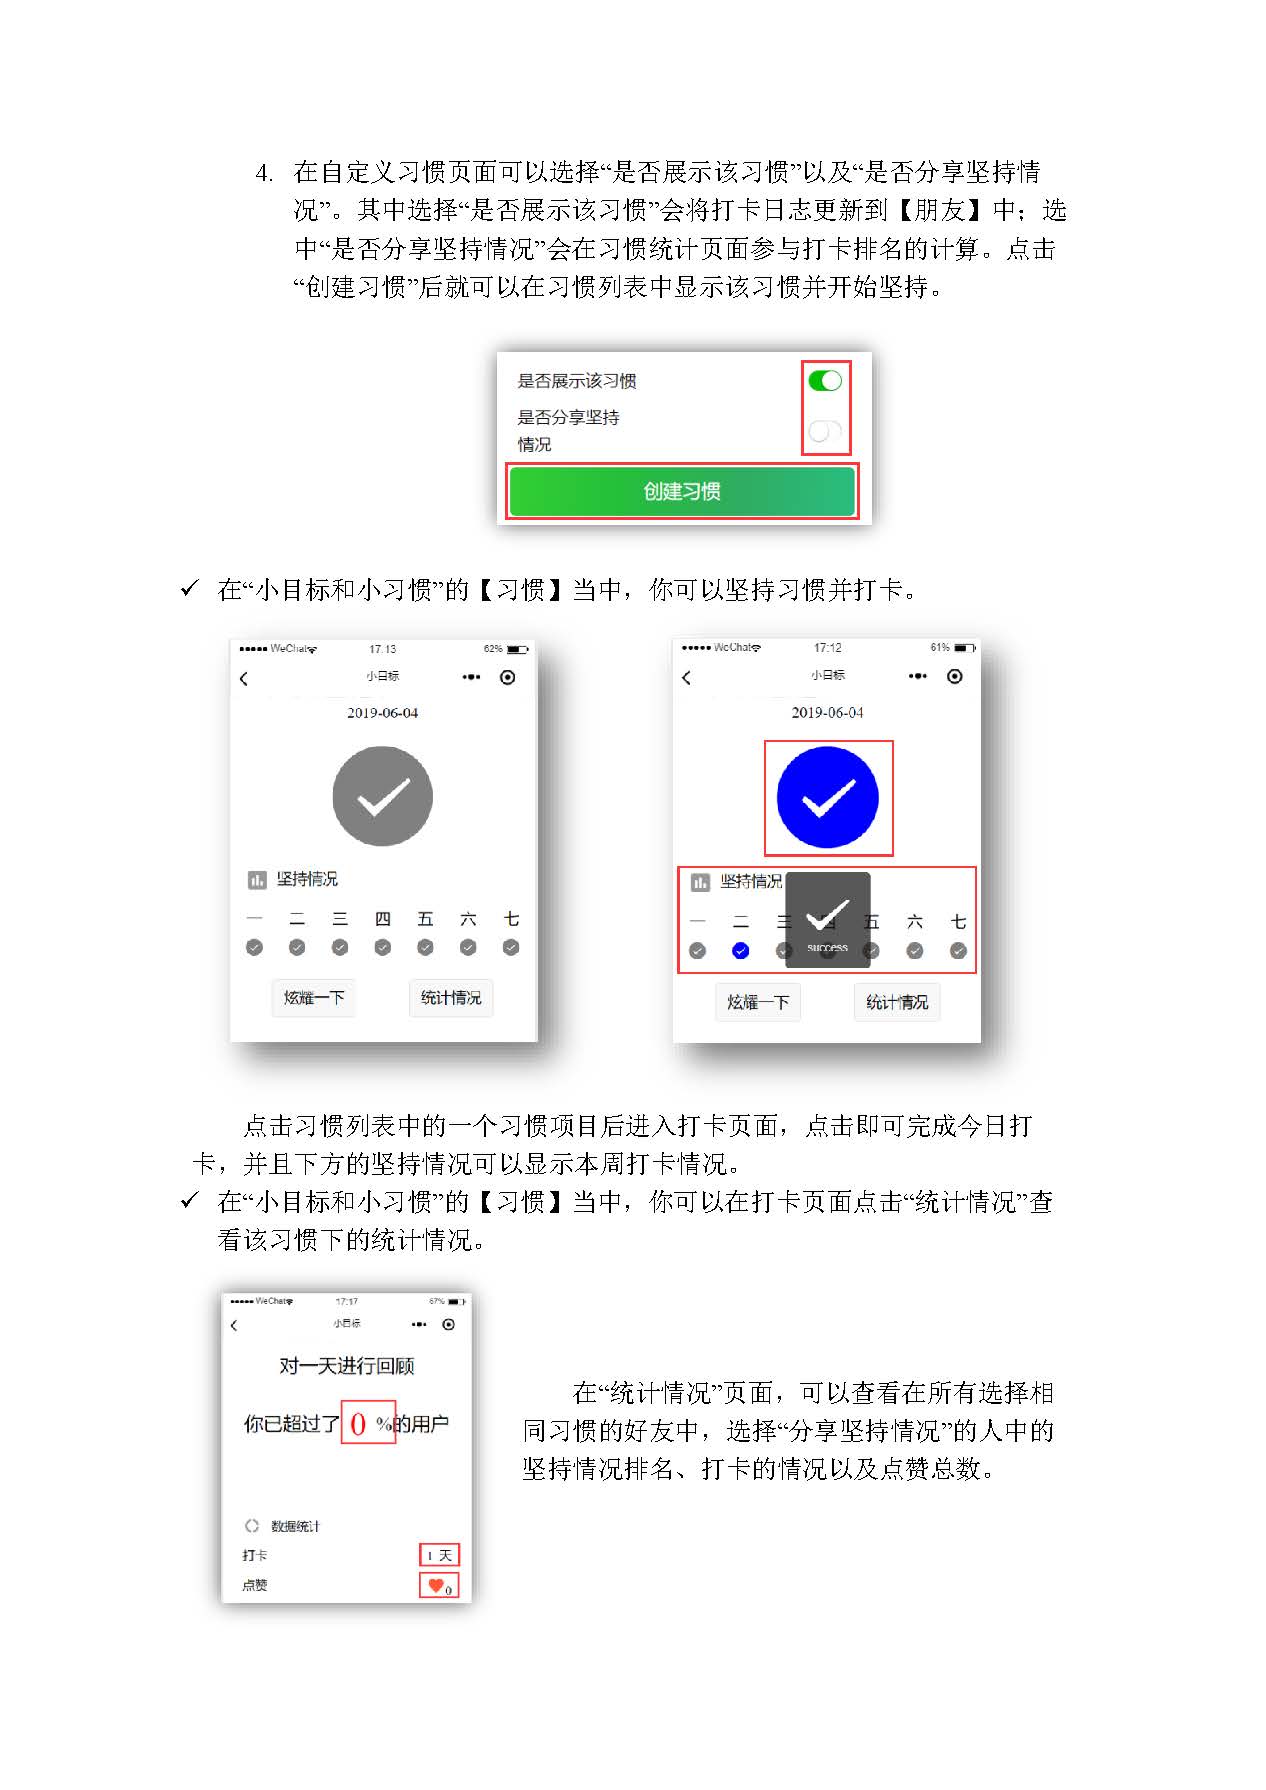 4. 在自定义习惯页面可以选择“是否展示该习惯”以及“是否分享坚持情
况”。其中选择“是否展示该习惯”会将打卡日志更新到【朋友】中；选
中“是否分享坚持情况”会在习惯统计页面参与打卡排名的计算。点击
“创建习惯”后就可以在习惯列表中显示该习惯并开始坚持。
是否展示该习惯
是否分享坚持
情况
创建习惯
✓ 在“小目标和小习惯”的【习惯】当中，你可以坚持习惯并打卡。
WeChat 17:13 62%
小目标
2019-06-04
坚持情况
一 二 三 四 五 六 七
炫耀一下 统计情况
WeChat 17:12 61%
小目标
2019-06-04
坚持情况
一 二 三 四 五 六 七
success
炫耀一下 统计情况
点击习惯列表中的一个习惯项目后进入打卡页面，点击即可完成今日打
卡，并且下方的坚持情况可以显示本周打卡情况。
✓ 在“小目标和小习惯”的【习惯】当中，你可以在打卡页面点击“统计情况”查
看该习惯下的统计情况。
WeChat 17:17 67%
小目标
对一天进行回顾
你已超过了 0 %的用户
数据统计
打卡 1 天
点赞 0
在“统计情况”页面，可以查看在所有选择相
同习惯的好友中，选择“分享坚持情况”的人中的
坚持情况排名、打卡的情况以及点赞总数。